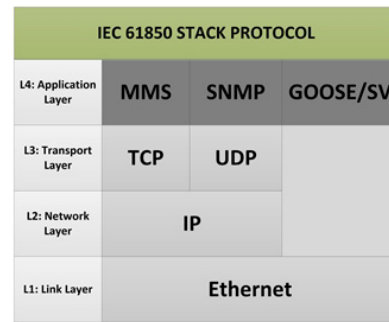 IEC 61850 STACK PROTOCOL
L4: Application
Layer
MMS
SNMP
GOOSE/SV
L3: Transport
Layer
TCP
UDP
L2: Network
Layer
IP
L1: Link Layer
Ethernet